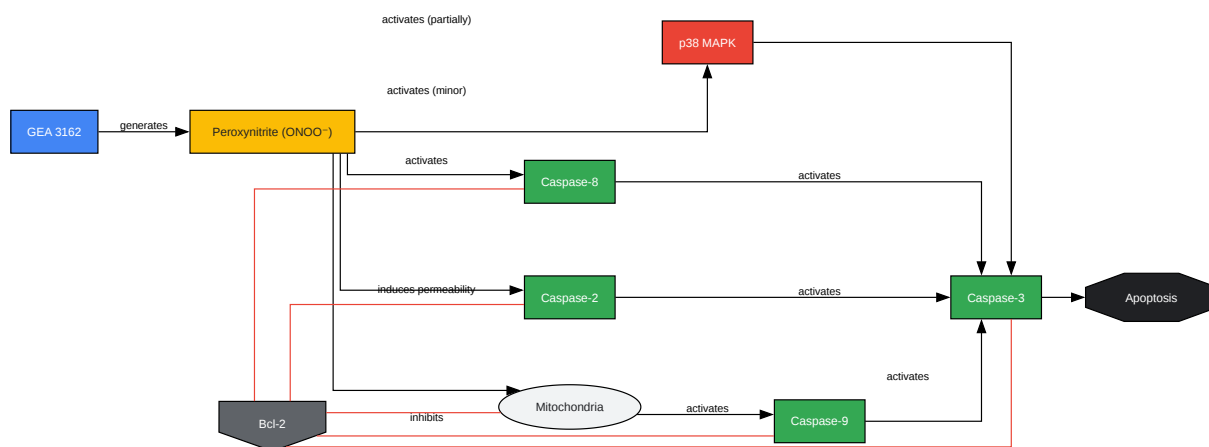 activates (partially)
p38 MAPK
activates (minor)
GEA 3162
generates
Peroxynitrite (ONOO⁻)
activates
Caspase-8
activates
induces permeability
Caspase-2
activates
Caspase-3
Apoptosis
activates
Mitochondria
activates
Caspase-9
inhibits
Bcl-2